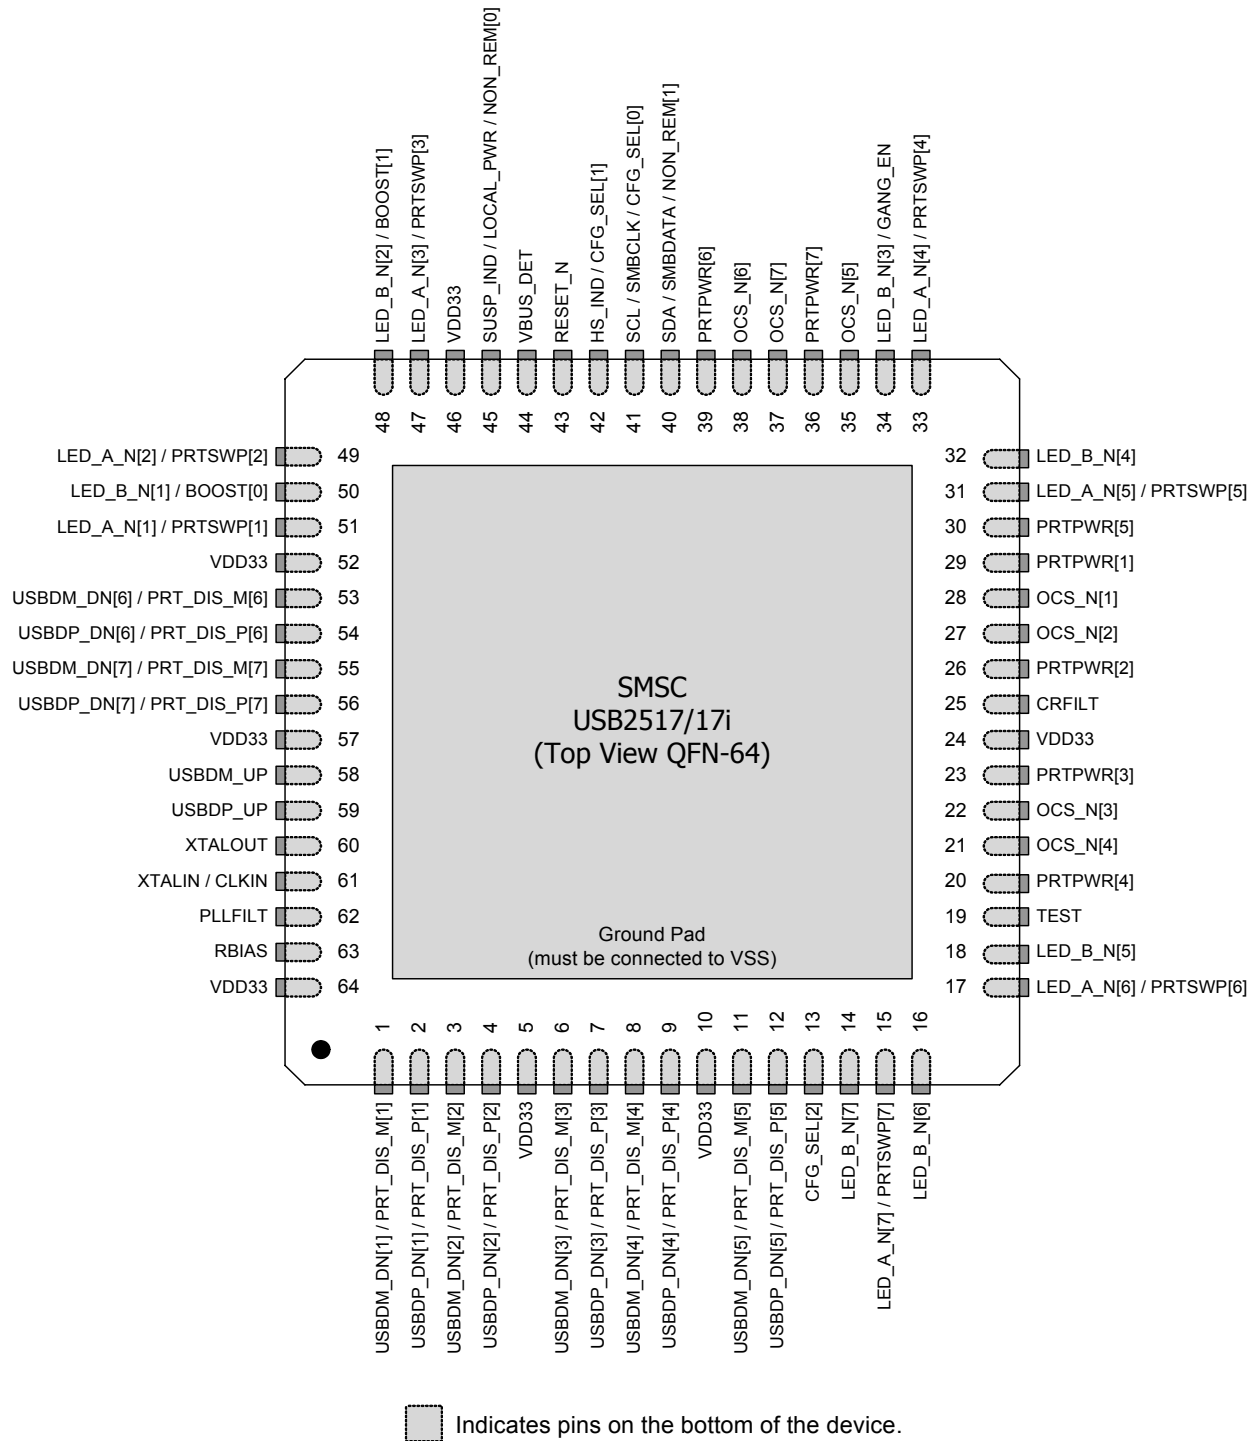 LED_B_N[2] / BOOST[1]
LED_A_N[3] / PRTSWP[3]
VDD33
SUSP_IND / LOCAL_PWR / NON_REM[0]
VBUS_DET
RESET_N
HS_IND / CFG_SEL[1]
SCL / SMBCLK / CFG_SEL[0]
SDA / SMBDATA / NON_REM[1]
PRTPWR[6]
OCS_N[6]
OCS_N[7]
PRTPWR[7]
OCS_N[5]
LED_B_N[3] / GANG_EN
LED_A_N[4] / PRTSWP[4]
48
47
46
45
44
43
42
41
40
39
38
37
36
35
34
33
LED_A_N[2] / PRTSWP[2] 49
LED_B_N[1] / BOOST[0] 50
LED_A_N[1] / PRTSWP[1] 51
VDD33 52
USBDM_DN[6] / PRT_DIS_M[6] 53
USBDP_DN[6] / PRT_DIS_P[6] 54
USBDM_DN[7] / PRT_DIS_M[7] 55
USBDP_DN[7] / PRT_DIS_P[7] 56
VDD33 57
USBDM_UP 58
USBDP_UP 59
XTALOUT 60
XTALIN / CLKIN 61
PLLFILT 62
RBIAS 63
VDD33 64
SMSC
USB2517/17i
(Top View QFN-64)
Ground Pad
(must be connected to VSS)
32 LED_B_N[4]
31 LED_A_N[5] / PRTSWP[5]
30 PRTPWR[5]
29 PRTPWR[1]
28 OCS_N[1]
27 OCS_N[2]
26 PRTPWR[2]
25 CRFILT
24 VDD33
23 PRTPWR[3]
22 OCS_N[3]
21 OCS_N[4]
20 PRTPWR[4]
19 TEST
18 LED_B_N[5]
17 LED_A_N[6] / PRTSWP[6]
1
2
3
4
5
6
7
8
9
10
11
12
13
14
15
16
USBDM_DN[1] / PRT_DIS_M[1]
USBDP_DN[1] / PRT_DIS_P[1]
USBDM_DN[2] / PRT_DIS_M[2]
USBDP_DN[2] / PRT_DIS_P[2]
VDD33
USBDM_DN[3] / PRT_DIS_M[3]
USBDP_DN[3] / PRT_DIS_P[3]
USBDM_DN[4] / PRT_DIS_M[4]
USBDP_DN[4] / PRT_DIS_P[4]
VDD33
USBDM_DN[5] / PRT_DIS_M[5]
USBDP_DN[5] / PRT_DIS_P[5]
CFG_SEL[2]
LED_B_N[7]
LED_A_N[7] / PRTSWP[7]
LED_B_N[6]
Indicates pins on the bottom of the device.